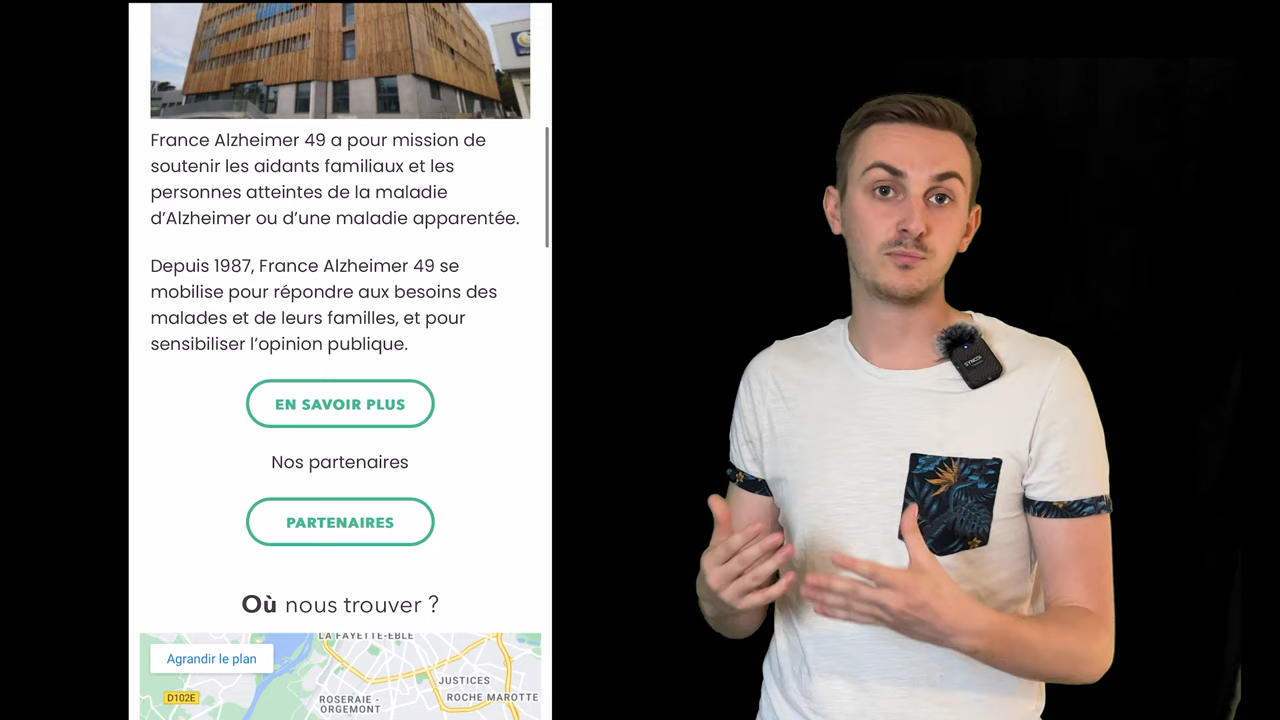 France Alzheimer 49 a pour mission de
soutenir les aidants familiaux et les
personnes atteintes de la maladie
d’Alzheimer ou d’une maladie apparentée.
Depuis 1987, France Alzheimer 49 se
mobilise pour répondre aux besoins des
malades et de leurs familles, et pour
sensibiliser l’opinion publique.
EN SAVOIR PLUS
Nos partenaires
PARTENAIRES
Où nous trouver ?
LA FAYETTE-EBLÉ
Agrandir le plan
JUSTICES
D102E
ROSERAIE -
ORGEMONT
ROCHE MAROTTE
SYNCO